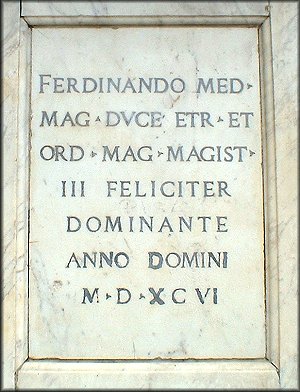 FERDINANDO MED·
MAG·DVCE ETR·ET
ORD·MAG·MAGIST·
III FELICITER
DOMINANTE
ANNO DOMINI
M·D·XCVI